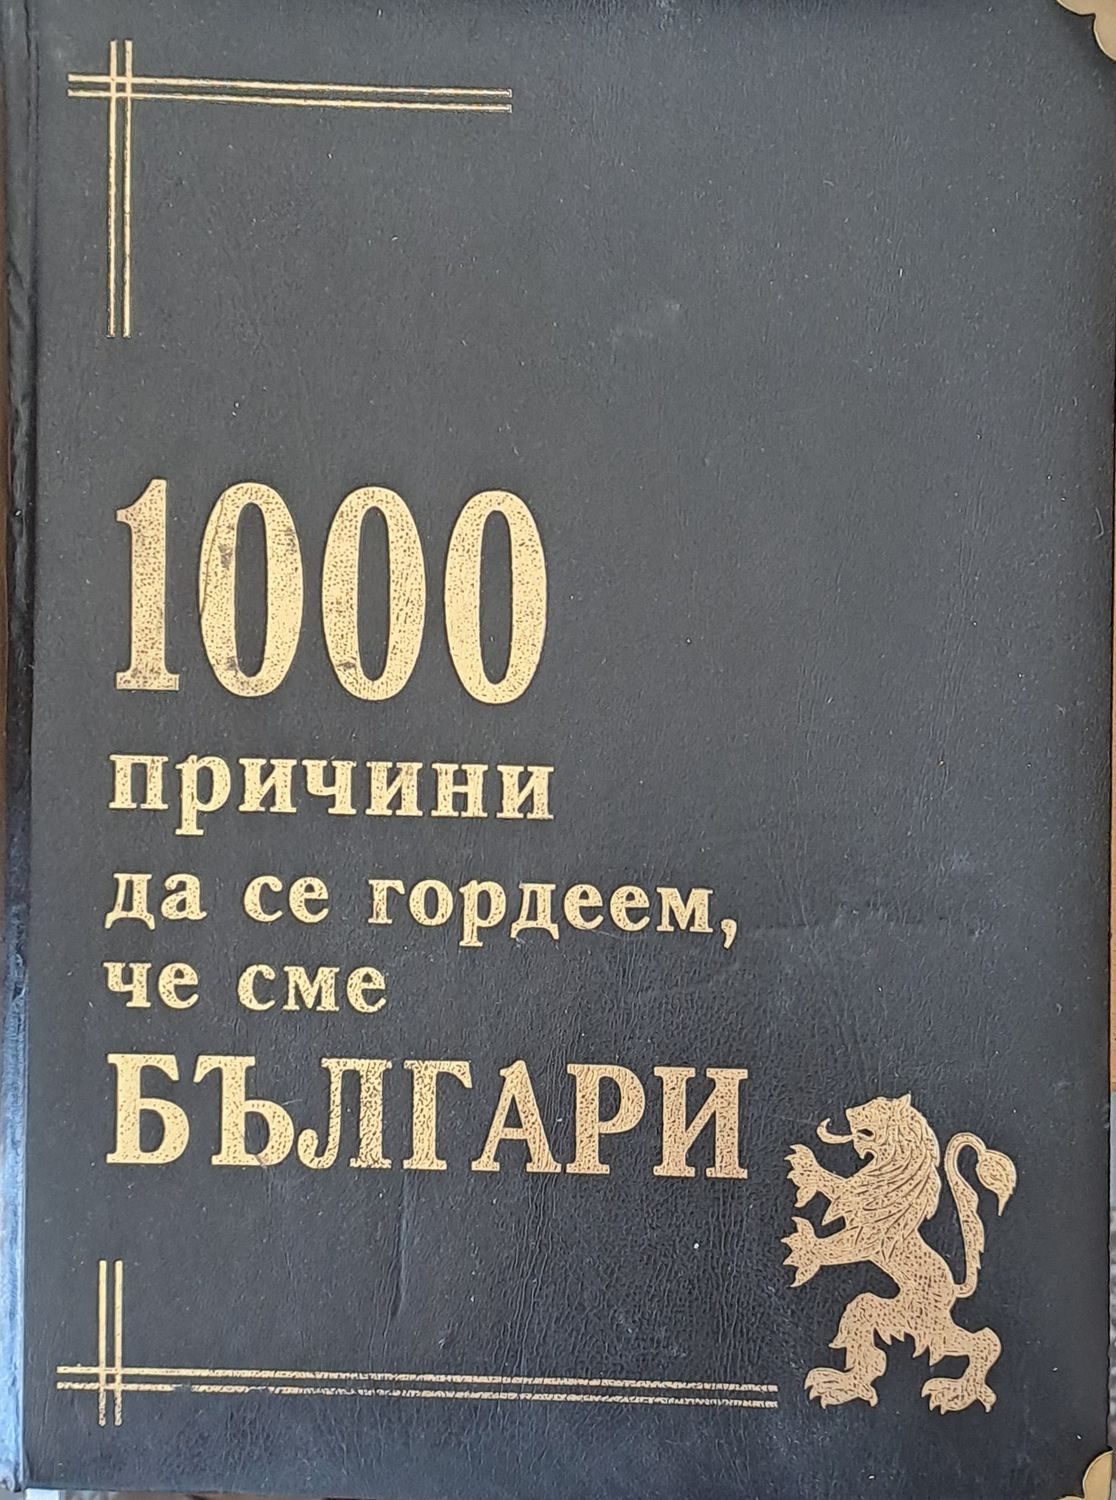 1000
причини
да се гордеем,
че сме
БЪЛГАРИ